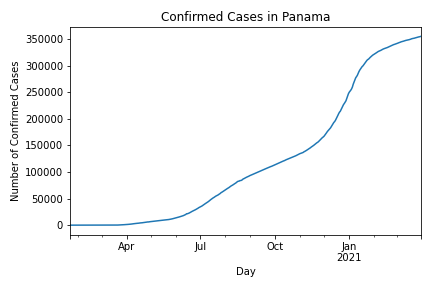 Confirmed Cases in Panama
Number of Confirmed Cases
350000
300000
250000
200000
150000
100000
50000
0
Apr
Jul
Oct
Jan
2021
Day